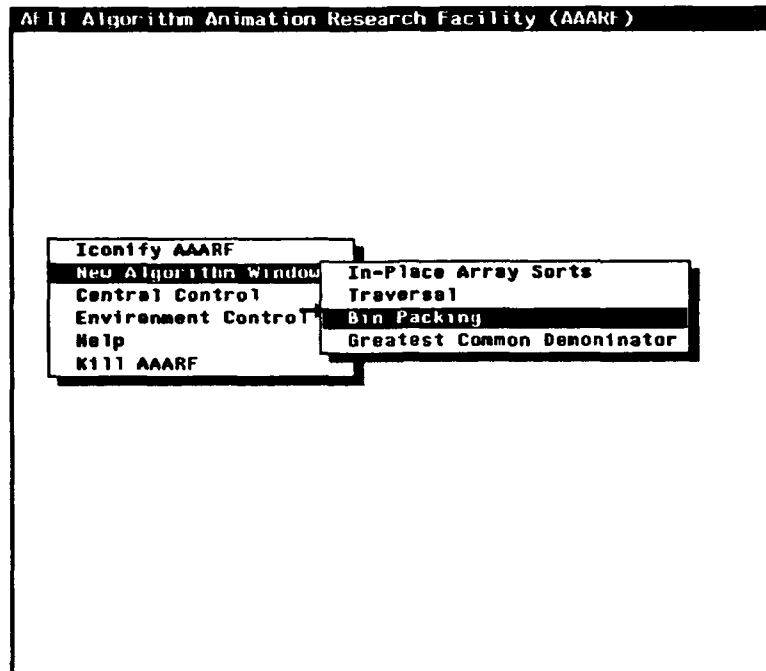 AFIT Algorithm Animation Research Facility (AAARF)
Iconify AAARF
New Algorithm Window
Central Control
Environment Control
Help
Kill AAARF
In-Place Array Sorts
Traversal
Bin Packing
Greatest Common Demoninator